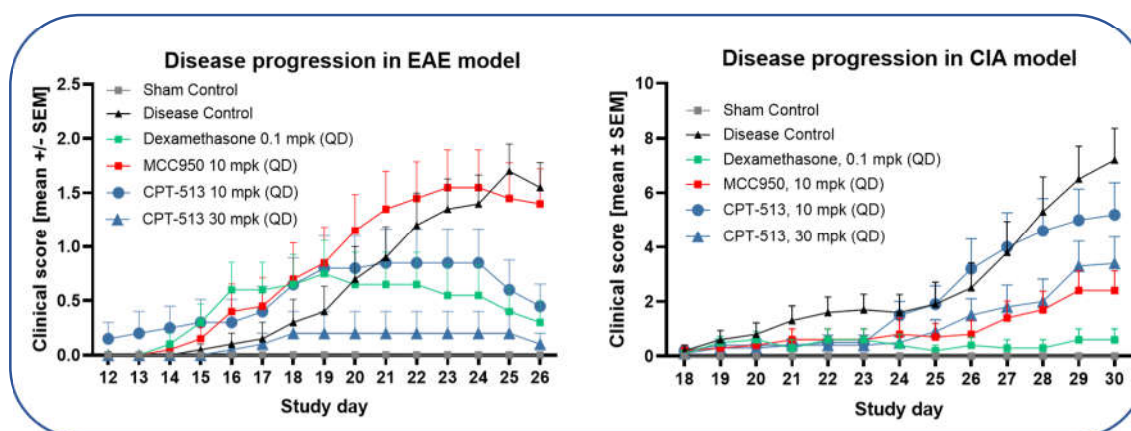 Disease progression in EAE model
Clinical score [mean +/- SEM]
2.5
2.0
1.5
1.0
0.5
0.0
Sham Control
Disease Control
Dexamethasone 0.1 mpk (QD)
MCC950 10 mpk (QD)
CPT-513 10 mpk (QD)
CPT-513 30 mpk (QD)
12 13 14 15 16 17 18 19 20 21 22 23 24 25 26
Study day
Disease progression in CIA model
Clinical score [mean ± SEM]
10
8
6
4
2
0
Sham Control
Disease Control
Dexamethasone, 0.1 mpk (QD)
MCC950, 10 mpk (QD)
CPT-513, 10 mpk (QD)
CPT-513, 30 mpk (QD)
18 19 20 21 22 23 24 25 26 27 28 29 30
Study day